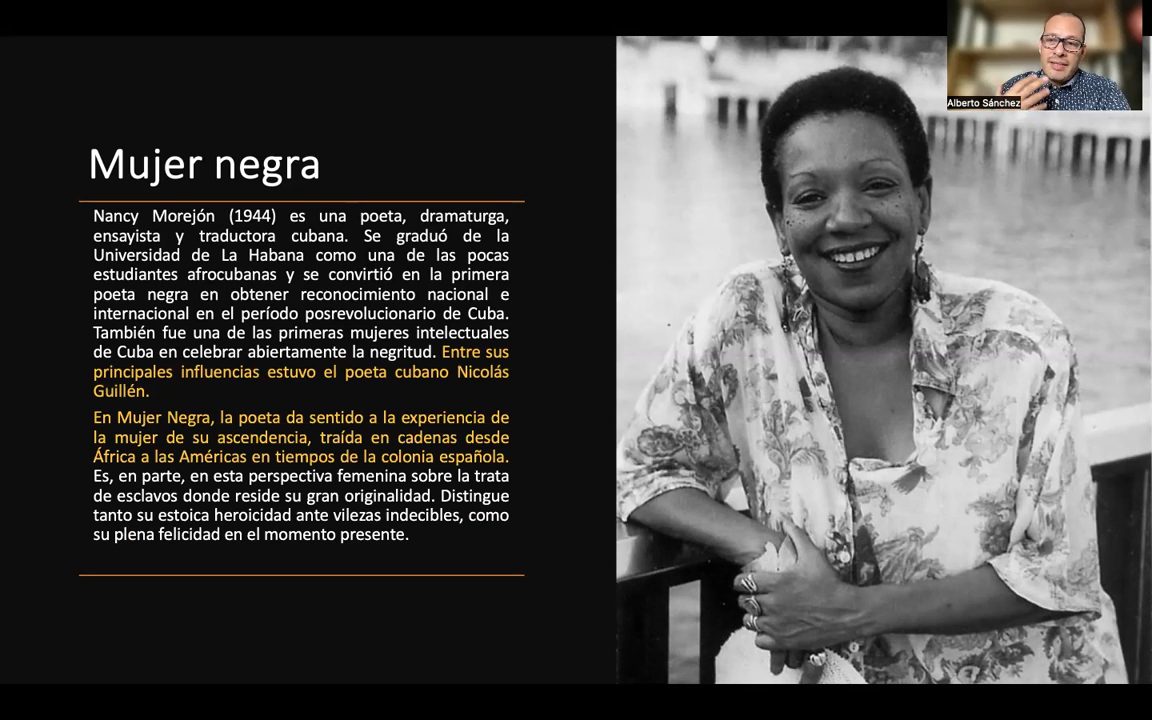 Alberto Sánchez
Mujer negra
Nancy Morejón (1944) es una poeta, dramaturga,
ensayista y traductora cubana. Se graduó de la
Universidad de La Habana como una de las pocas
estudiantes afrocubanas y se convirtió en la primera
poeta negra en obtener reconocimiento nacional e
internacional en el período posrevolucionario de Cuba.
También fue una de las primeras mujeres intelectuales
de Cuba en celebrar abiertamente la negritud. Entre sus
principales influencias estuvo el poeta cubano Nicolás
Guillén.
En Mujer Negra, la poeta da sentido a la experiencia de
la mujer de su ascendencia, traída en cadenas desde
África a las Américas en tiempos de la colonia española.
Es, en parte, en esta perspectiva femenina sobre la trata
de esclavos donde reside su gran originalidad. Distingue
tanto su estoica heroicidad ante vilezas indecibles, como
su plena felicidad en el momento presente.